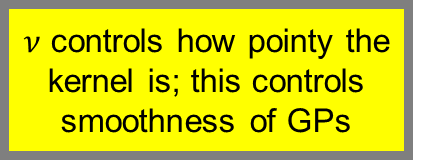 ν controls how pointy the
kernel is; this controls
smoothness of GPs